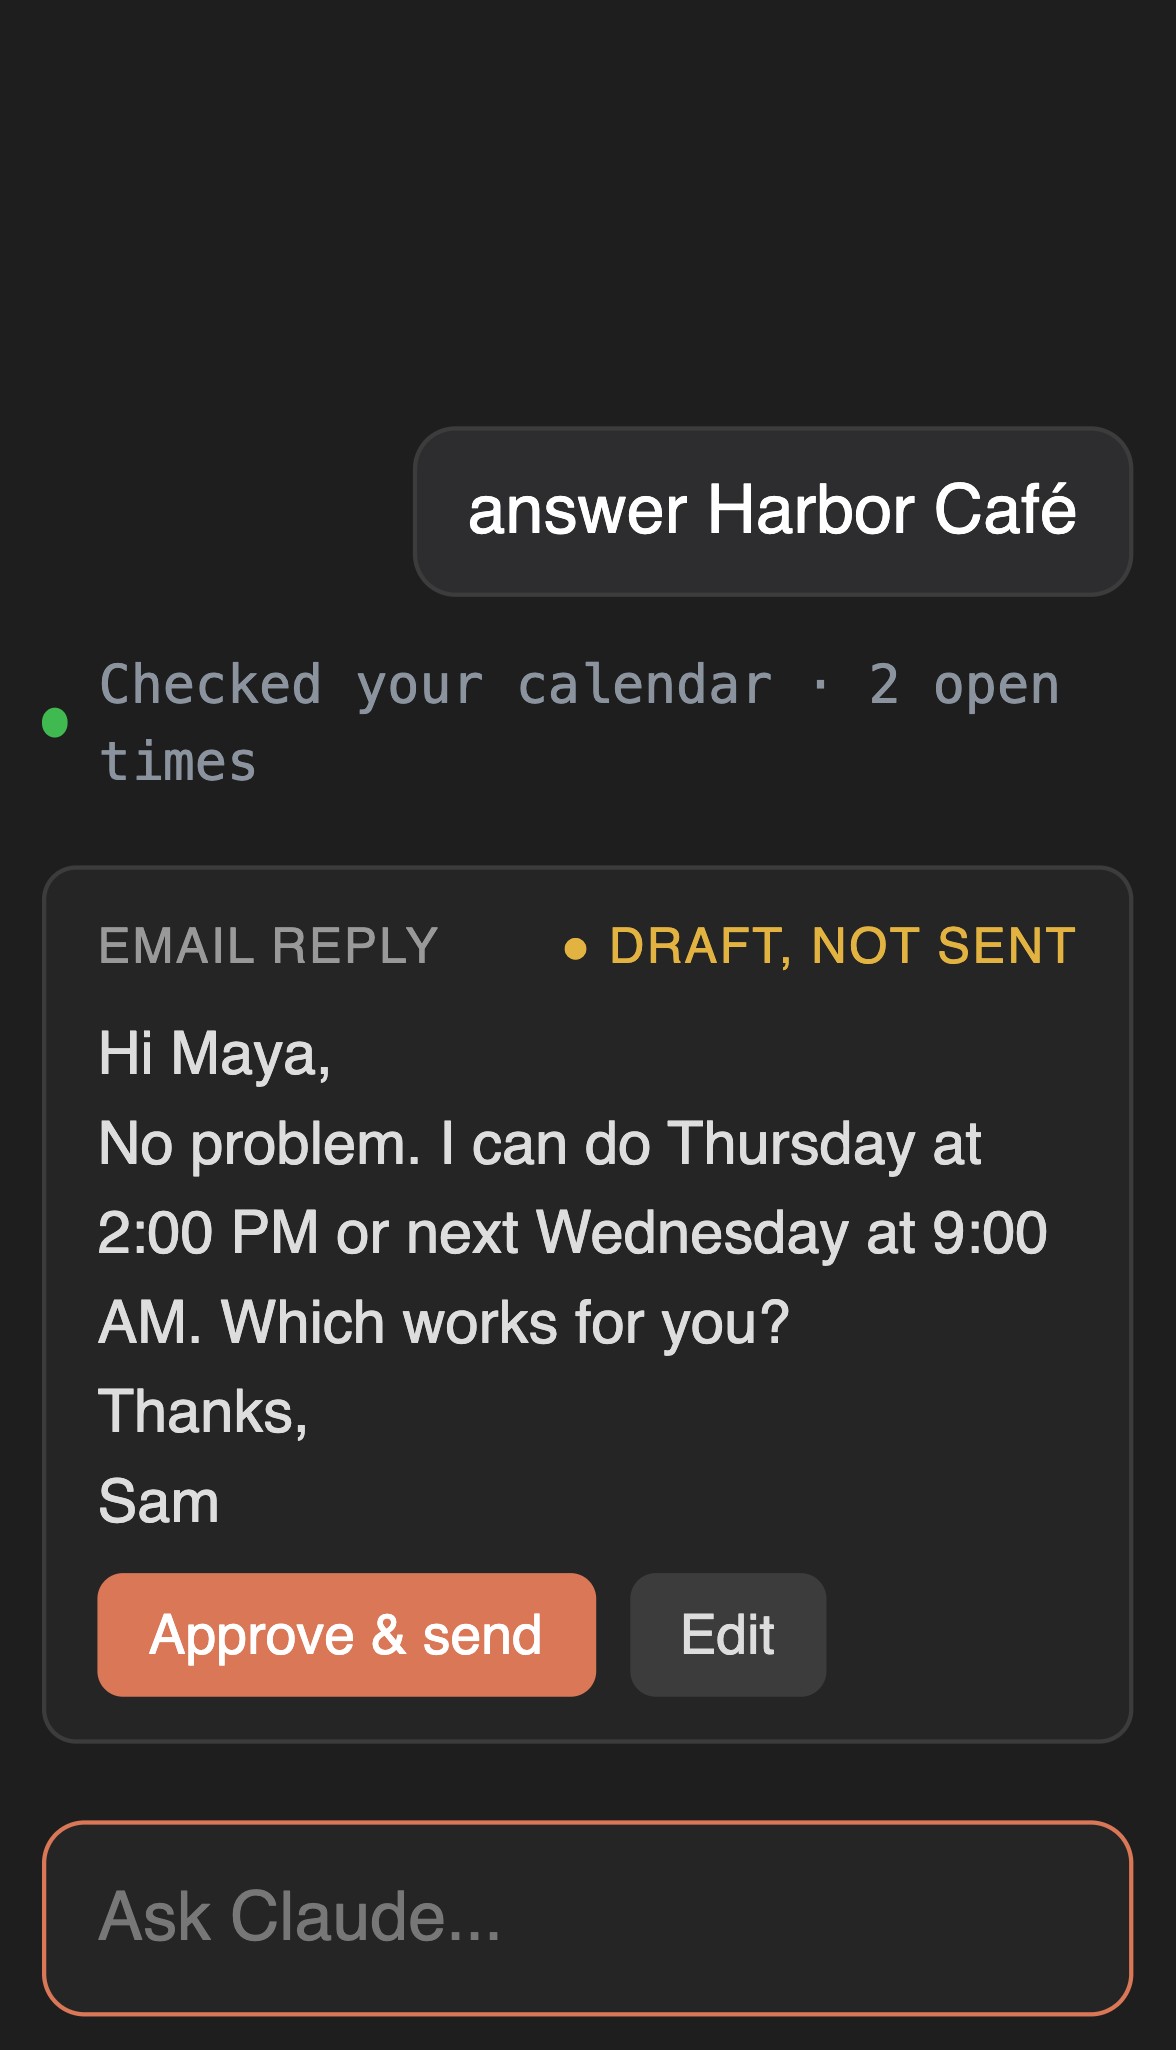 answer Harbor Café
Checked your calendar · 2 open
times
EMAIL REPLY
DRAFT, NOT SENT
Hi Maya,
No problem. I can do Thursday at
2:00 PM or next Wednesday at 9:00
AM. Which works for you?
Thanks,
Sam
Approve & send
Edit
Ask Claude...